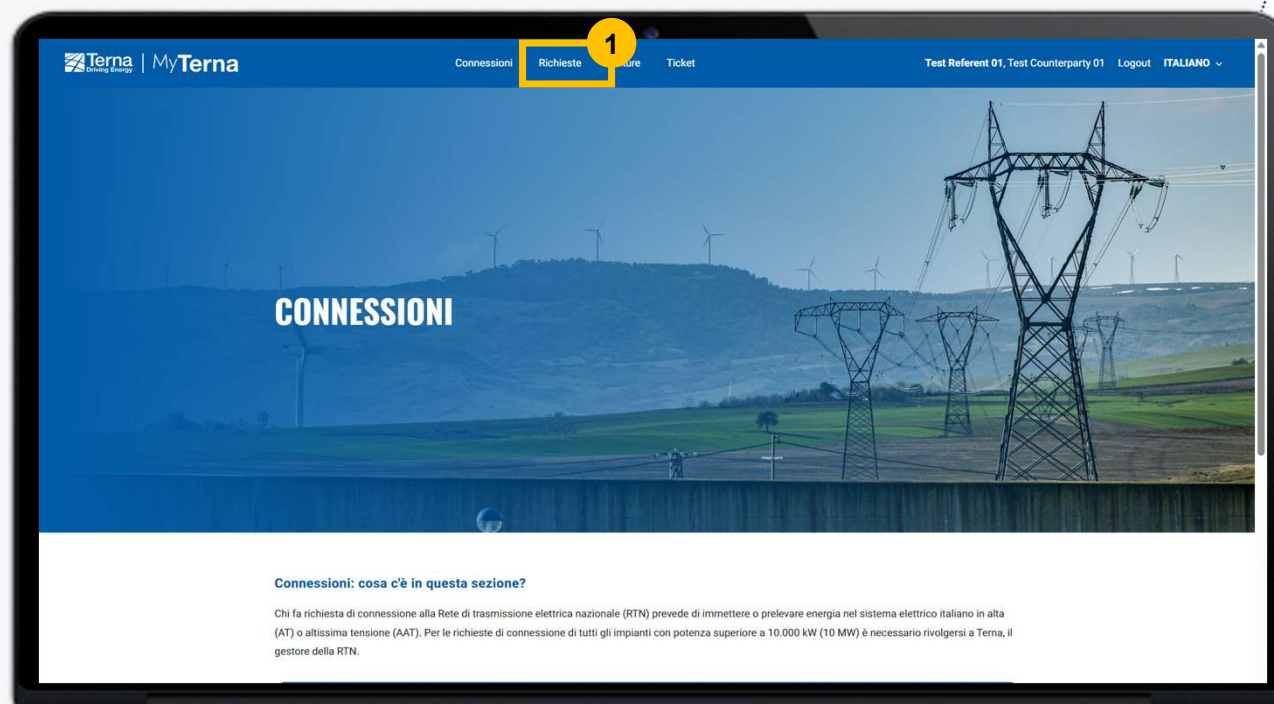 1
Terna
Driving Energy
MyTerna
Connessioni Richieste Ticket
Test Referent 01, Test Counterparty 01 Logout ITALIANO
CONNESSIONI
Connessioni: cosa c'è in questa sezione?
Chi fa richiesta di connessione alla Rete di trasmissione elettrica nazionale (RTN) prevede di immettere o prelevare energia nel sistema elettrico italiano in alta
(AT) o altissima tensione (AAT). Per le richieste di connessione di tutti gli impianti con potenza superiore a 10.000 kW (10 MW) è necessario rivolgersi a Terna, il
gestore della RTN.